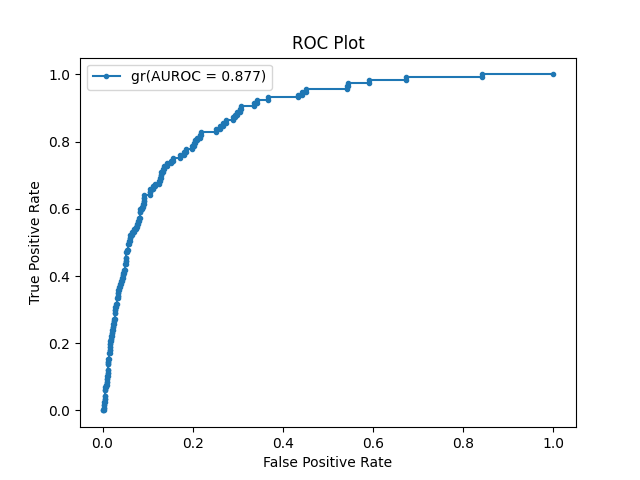 ROC Plot
gr(AUROC = 0.877)
1.0
0.8
0.6
0.4
0.2
0.0
True Positive Rate
0.0 0.2 0.4 0.6 0.8 1.0
False Positive Rate